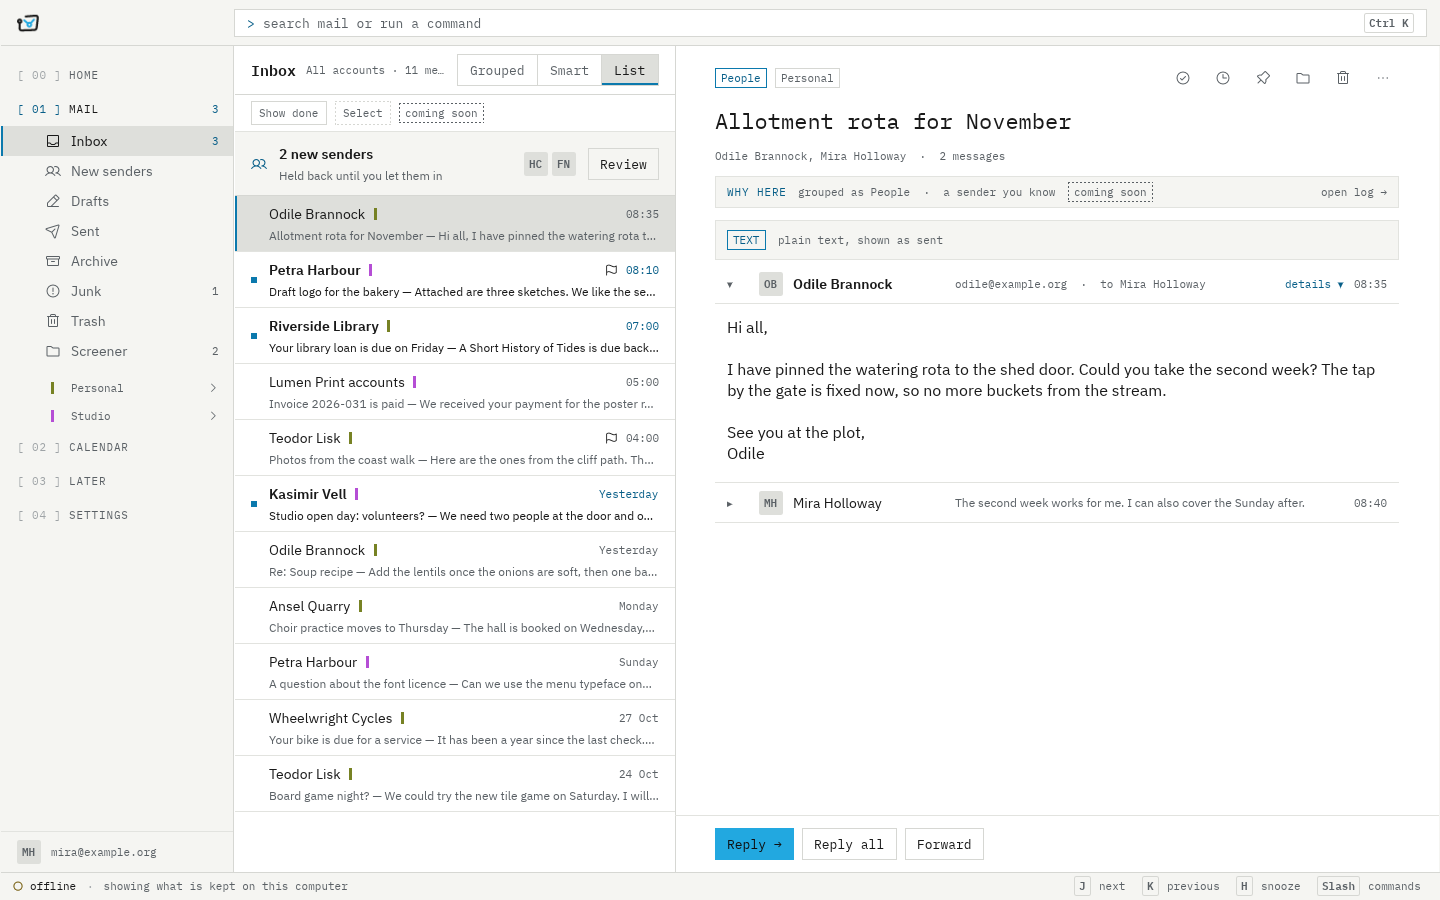 > search mail or run a command
Ctrl K
[ 00 ] HOME
[ 01 ] MAIL 3
Inbox 3
New senders
Drafts
Sent
Archive
Junk 1
Trash
Screener 2
Personal
Studio
[ 02 ] CALENDAR
[ 03 ] LATER
[ 04 ] SETTINGS
MH mira@example.org
Inbox All accounts · 11 me…
Grouped Smart List
Show done Select coming soon
2 new senders
Held back until you let them in
HC FN Review
Odile Brannock 08:35
Allotment rota for November — Hi all, I have pinned the watering rota t…
Petra Harbour 08:10
Draft logo for the bakery — Attached are three sketches. We like the se…
Riverside Library 07:00
Your library loan is due on Friday — A Short History of Tides is due back…
Lumen Print accounts 05:00
Invoice 2026-031 is paid — We received your payment for the poster r…
Teodor Lisk 04:00
Photos from the coast walk — Here are the ones from the cliff path. Th…
Kasimir Vell Yesterday
Studio open day: volunteers? — We need two people at the door and o…
Odile Brannock Yesterday
Re: Soup recipe — Add the lentils once the onions are soft, then one ba…
Ansel Quarry Monday
Choir practice moves to Thursday — The hall is booked on Wednesday,…
Petra Harbour Sunday
A question about the font licence — Can we use the menu typeface on…
Wheelwright Cycles 27 Oct
Your bike is due for a service — It has been a year since the last check.…
Teodor Lisk 24 Oct
Board game night? — We could try the new tile game on Saturday. I will…
People Personal
Allotment rota for November
Odile Brannock, Mira Holloway · 2 messages
WHY HERE grouped as People · a sender you know coming soon open log →
TEXT plain text, shown as sent
▾ OB Odile Brannock odile@example.org · to Mira Holloway details ▾ 08:35
Hi all,
I have pinned the watering rota to the shed door. Could you take the second week? The tap
by the gate is fixed now, so no more buckets from the stream.
See you at the plot,
Odile
▸ MH Mira Holloway The second week works for me. I can also cover the Sunday after. 08:40
Reply → Reply all Forward
offline · showing what is kept on this computer
J next K previous H snooze Slash commands